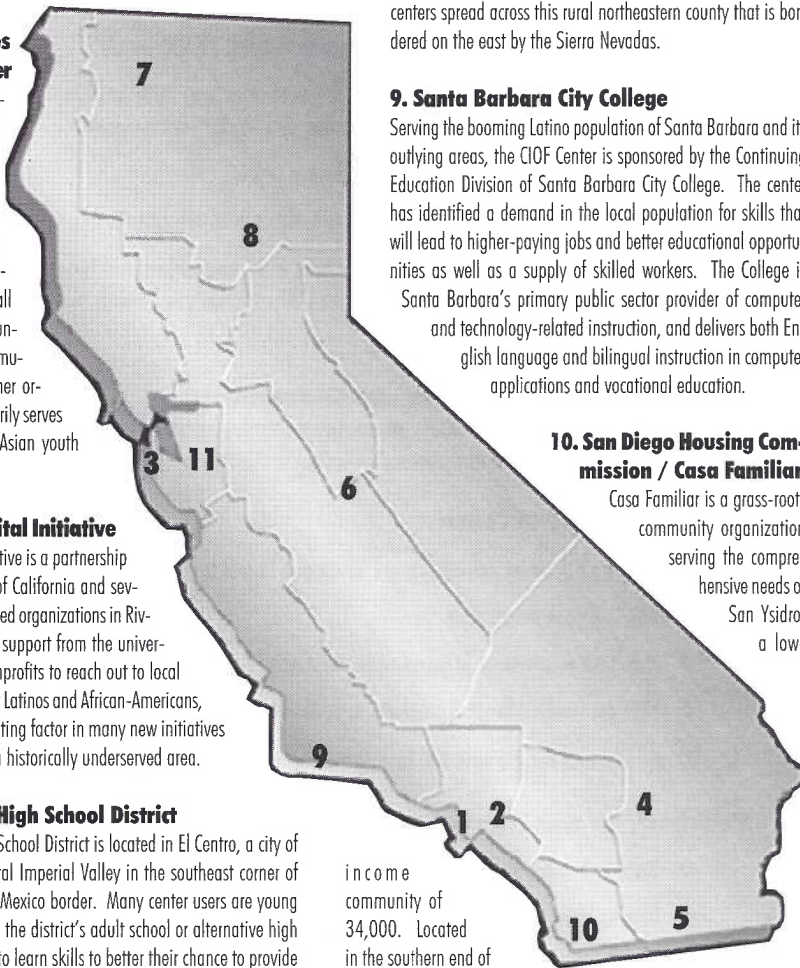 s
er
-
-
all
un-
mu-
her or-
rily serves
Asian youth
ital Initiative
tive is a partnership
of California and sev-
ed organizations in Riv-
support from the univer-
nprofits to reach out to local
Latinos and African-Americans,
ting factor in many new initiatives
historically underserved area.
High School District
School District is located in El Centro, a city of
ral Imperial Valley in the southeast corner of
Mexico border. Many center users are young
the district's adult school or alternative high
to learn skills to better their chance to provide
7
8
3
11
6
9
1
2
4
10
5
centers spread across this rural northeastern county that is bor
dered on the east by the Sierra Nevadas.
9. Santa Barbara City College
Serving the booming Latino population of Santa Barbara and it
outlying areas, the CIOF Center is sponsored by the Continuing
Education Division of Santa Barbara City College. The cente
has identified a demand in the local population for skills tha
will lead to higher-paying jobs and better educational opportu
nities as well as a supply of skilled workers. The College i
Santa Barbara's primary public sector provider of compute
and technology-related instruction, and delivers both En
glish language and bilingual instruction in compute
applications and vocational education.
10. San Diego Housing Com-
mission / Casa Familiar
Casa Familiar is a grass-root
community organization
serving the compre
hensive needs o
San Ysidro
a low
income
community of
34,000. Located
in the southern end of